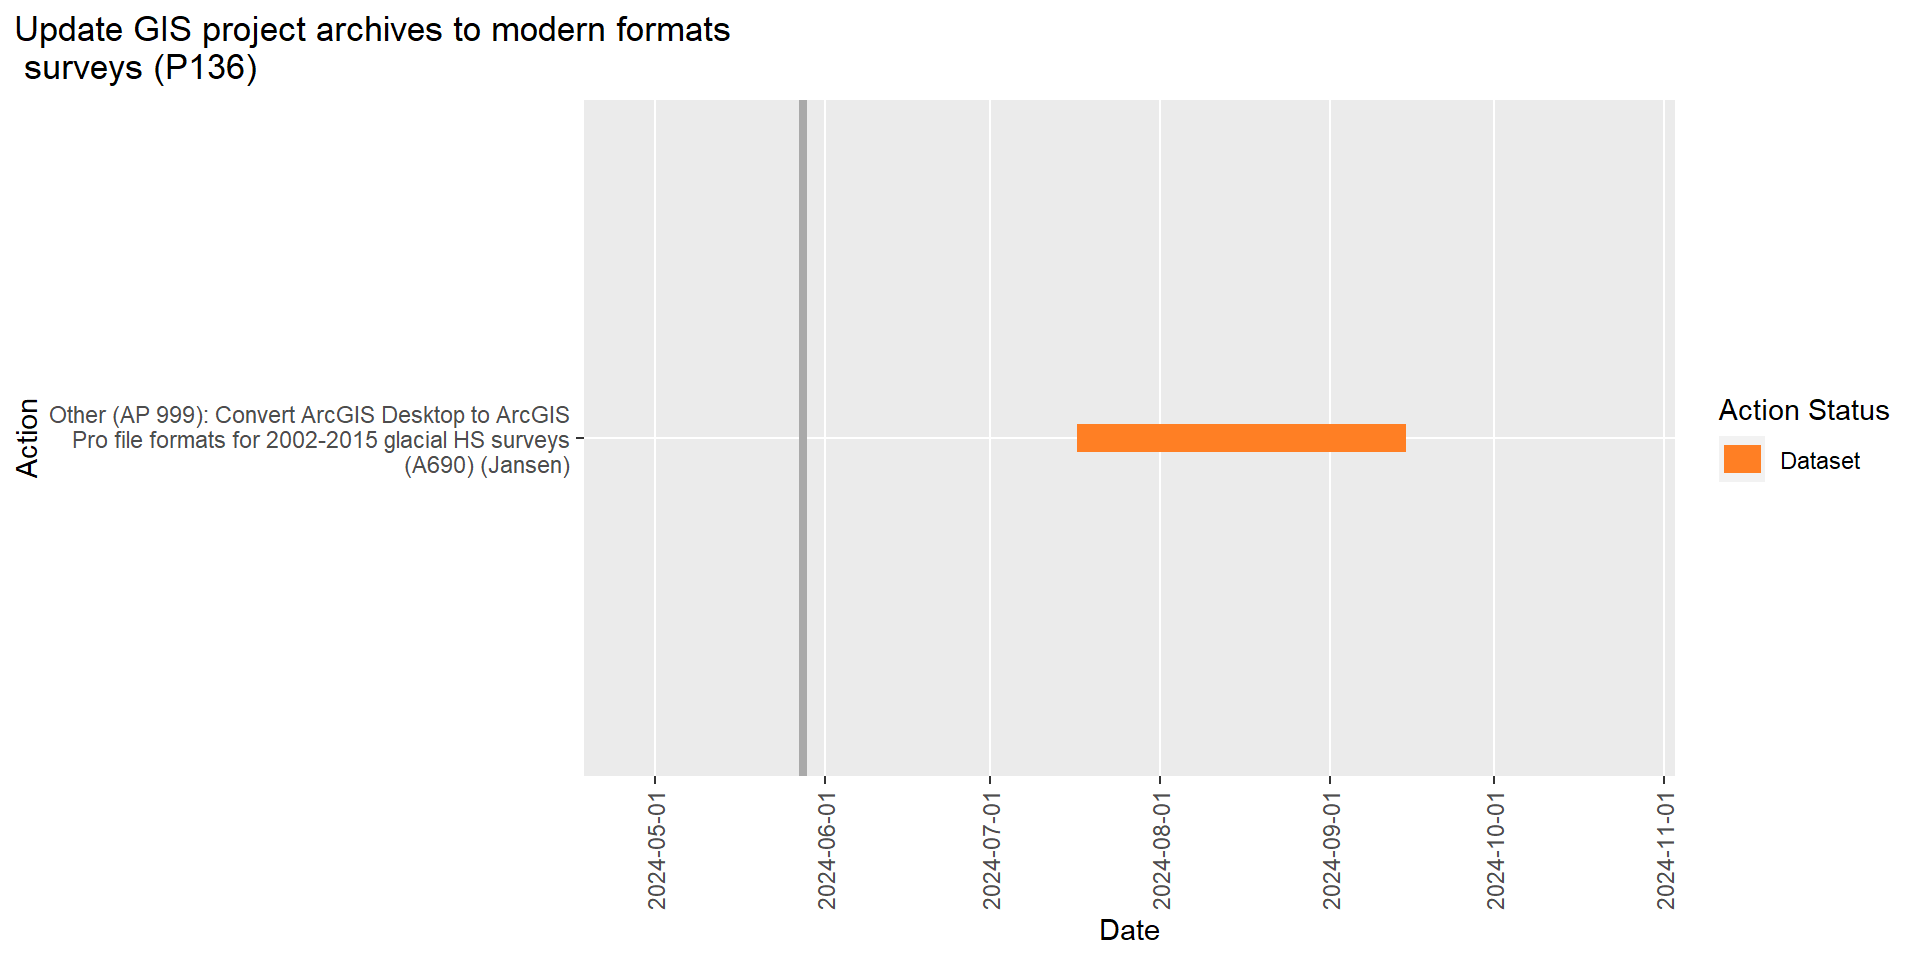 Update GIS project archives to modern formats
surveys (P136)
Action
Other (AP 999): Convert ArcGIS Desktop to ArcGIS
Pro file formats for 2002-2015 glacial HS surveys
(A690) (Jansen)
Action Status
Dataset
2024-05-01
2024-06-01
2024-07-01
2024-08-01
2024-09-01
2024-10-01
2024-11-01
Date